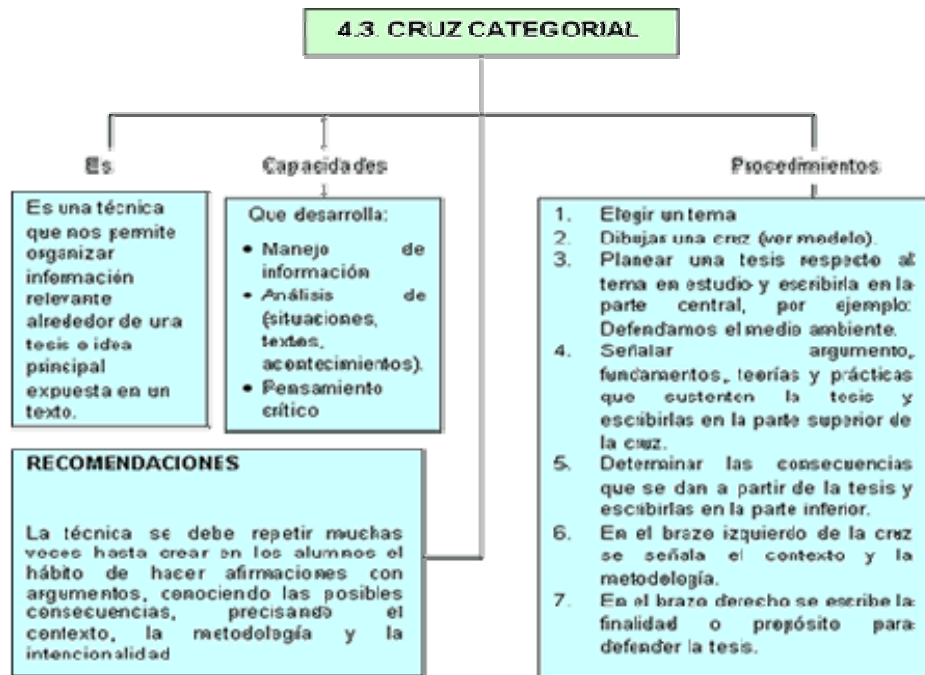 4.3. CRUZ CATEGORIAL
Es
Es una técnica
que nos permite
organizar
información
relevante
alrededor de una
tesis o idea
principal
expuesta en un
texto.
Capacidades
Que desarrolla:
• Manejo de
información
• Análisis de
(situaciones,
textos,
acontecimientos).
• Pensamiento
crítico
Procedimientos
1. Elegir un tema
2. Dibujar una cruz (ver modelo).
3. Planear una tesis respecto al
tema en estudio y escribirla en la
parte central, por ejemplo:
Defendamos el medio ambiente.
4. Señalar argumento,
fundamentos, teorías y prácticas
que sustenten la tesis y
escribirlas en la parte superior de
la cruz.
5. Determinar las consecuencias
que se dan a partir de la tesis y
escribirlas en la parte inferior.
6. En el brazo izquierdo de la cruz
se señala el contexto y la
metodología.
7. En el brazo derecho se escribe la
finalidad o propósito para
defender la tesis.
RECOMENDACIONES
La técnica se debe repetir muchas
veces hasta crear en los alumnos el
hábito de hacer afirmaciones con
argumentos, conociendo las posibles
consecuencias, precisando el
contexto, la metodología y la
intencionalidad